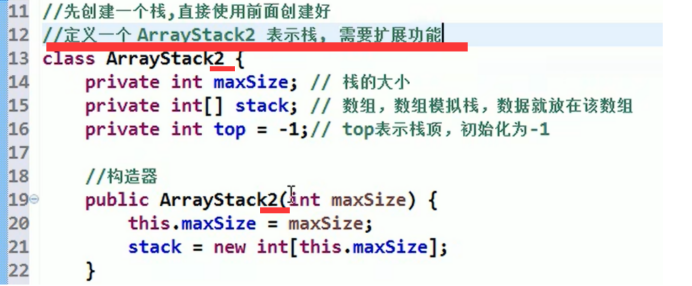 11 //先创建一个栈,直接使用前面创建好
12 //定义一个 ArrayStack2 表示栈, 需要扩展功能
13 class ArrayStack2 {
14 private int maxSize; // 栈的大小
15 private int[] stack; // 数组，数组模拟栈，数据就放在该数组
16 private int top = -1;// top表示栈顶，初始化为-1
17
18 //构造器
19 public ArrayStack2(int maxSize) {
20 this.maxSize = maxSize;
21 stack = new int[this.maxSize];
22 }